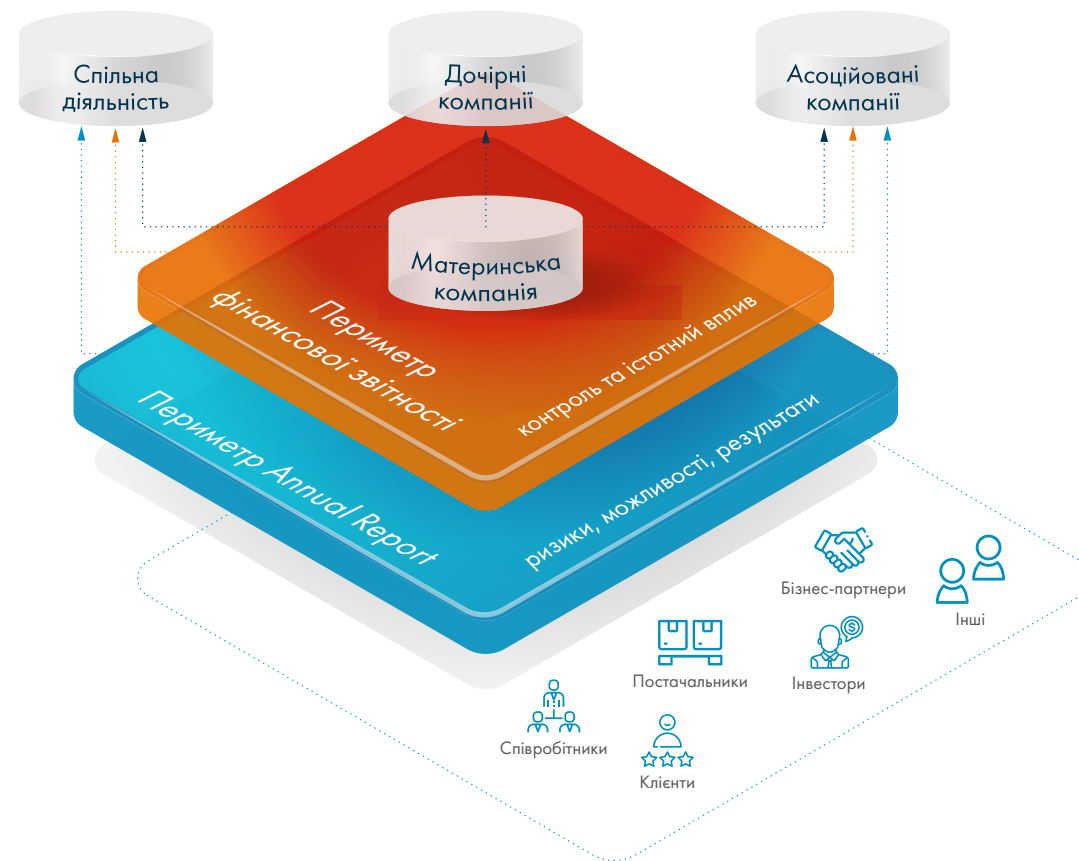 Спільна
діяльність
Дочірні
компанії
Асоційовані
компанії
Материнська
компанія
Периметр
фінансової звітності
контроль та істотний вплив
Периметр Annual Report
ризики, можливості, результати
Бізнес-партнери
Інші
Постачальники
Інвестори
Співробітники
Клієнти